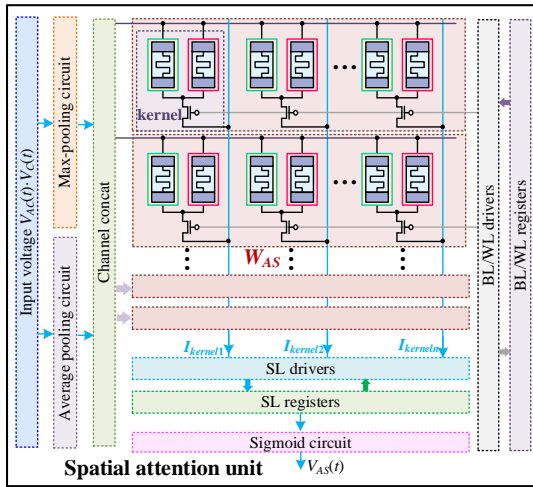 Input voltage V_AC(t)·V_C(t)
Max-pooling circuit
Average pooling circuit
Channel concat
kernel
W_AS
BL/WL drivers
BL/WL registers
I_kernel1
I_kernel2
I_kerneln
SL drivers
SL registers
Sigmoid circuit
V_AS(t)
Spatial attention unit